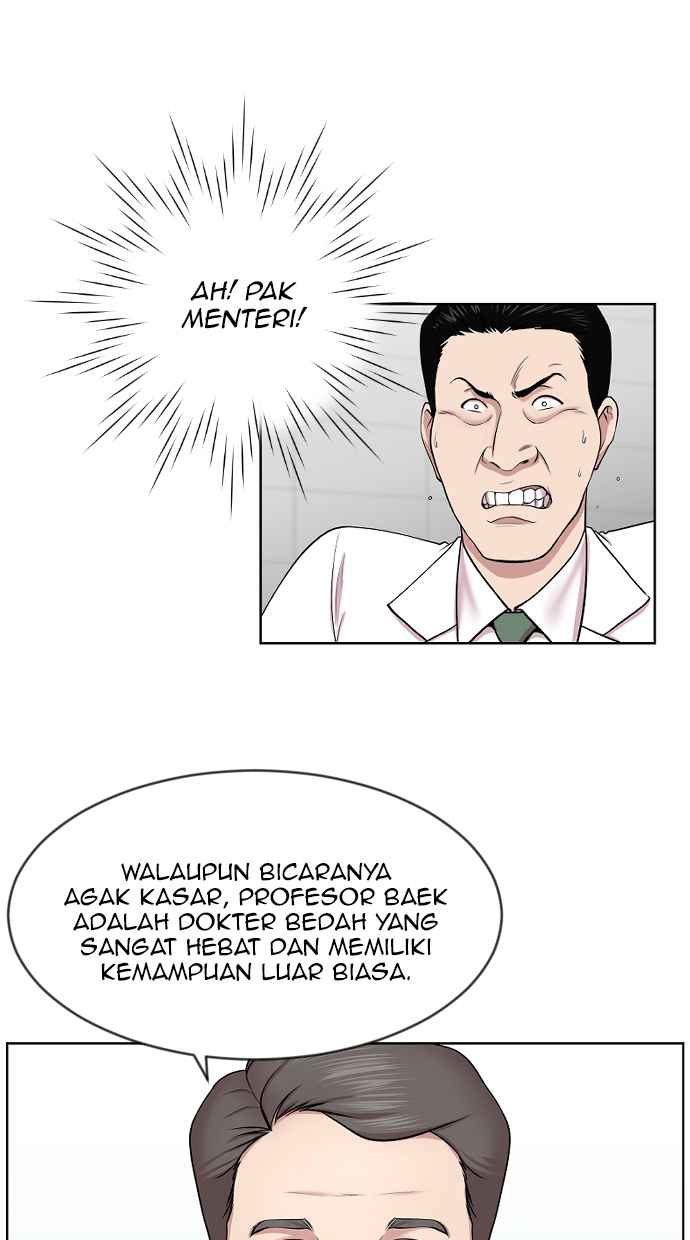 AH! PAK
MENTERI!
WALAUPUN BICARANYA
AGAK KASAR, PROFESOR BAEK
ADALAH DOKTER BEDAH YANG
SANGAT HEBAT DAN MEMILIKI
KEMAMPUAN LUAR BIASA.